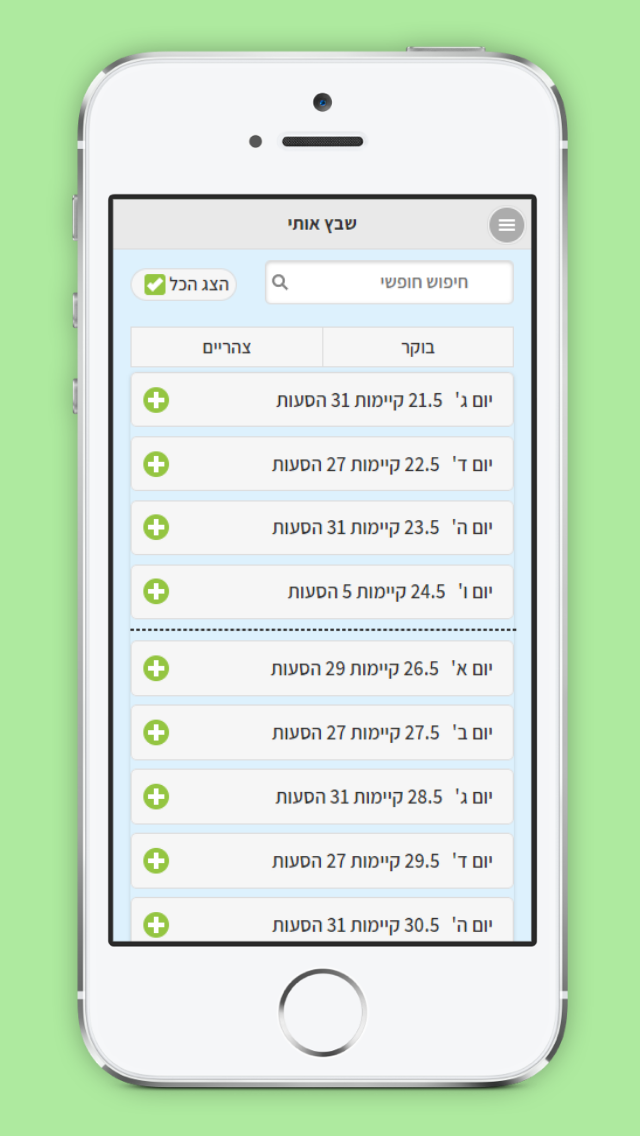 שבץ אותי
חיפוש חופשי
הצג הכל
בוקר
צהריים
יום ג' 21.5 קיימות 31 הסעות
יום ד' 22.5 קיימות 27 הסעות
יום ה' 23.5 קיימות 31 הסעות
יום ו' 24.5 קיימות 5 הסעות
יום א' 26.5 קיימות 29 הסעות
יום ב' 27.5 קיימות 27 הסעות
יום ג' 28.5 קיימות 31 הסעות
יום ד' 29.5 קיימות 27 הסעות
יום ה' 30.5 קיימות 31 הסעות